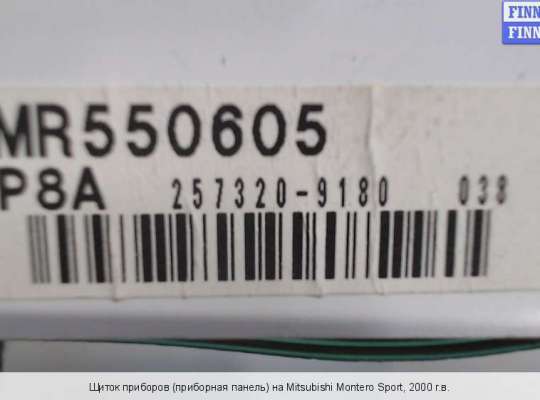 FINN
FINN
MR550605
P8A 257320-9180 038
Щиток приборов (приборная панель) на Mitsubishi Montero Sport, 2000 г.в.